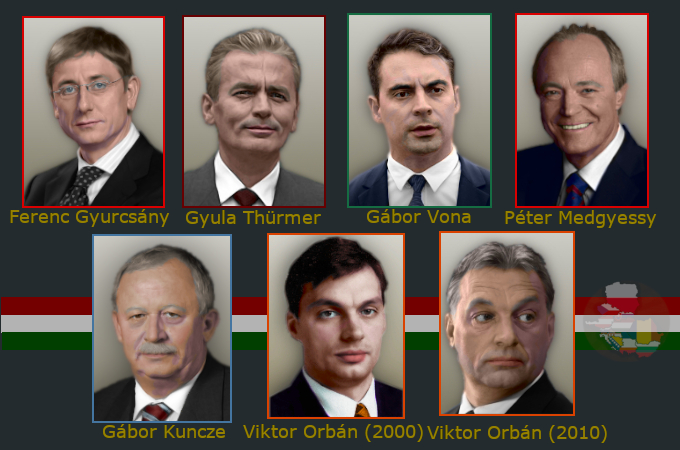 Ferenc Gyurcsány
Gyula Thürmer
Gábor Vona
Péter Medgyessy
Gábor Kuncze
Viktor Orbán (2000)
Viktor Orbán (2010)